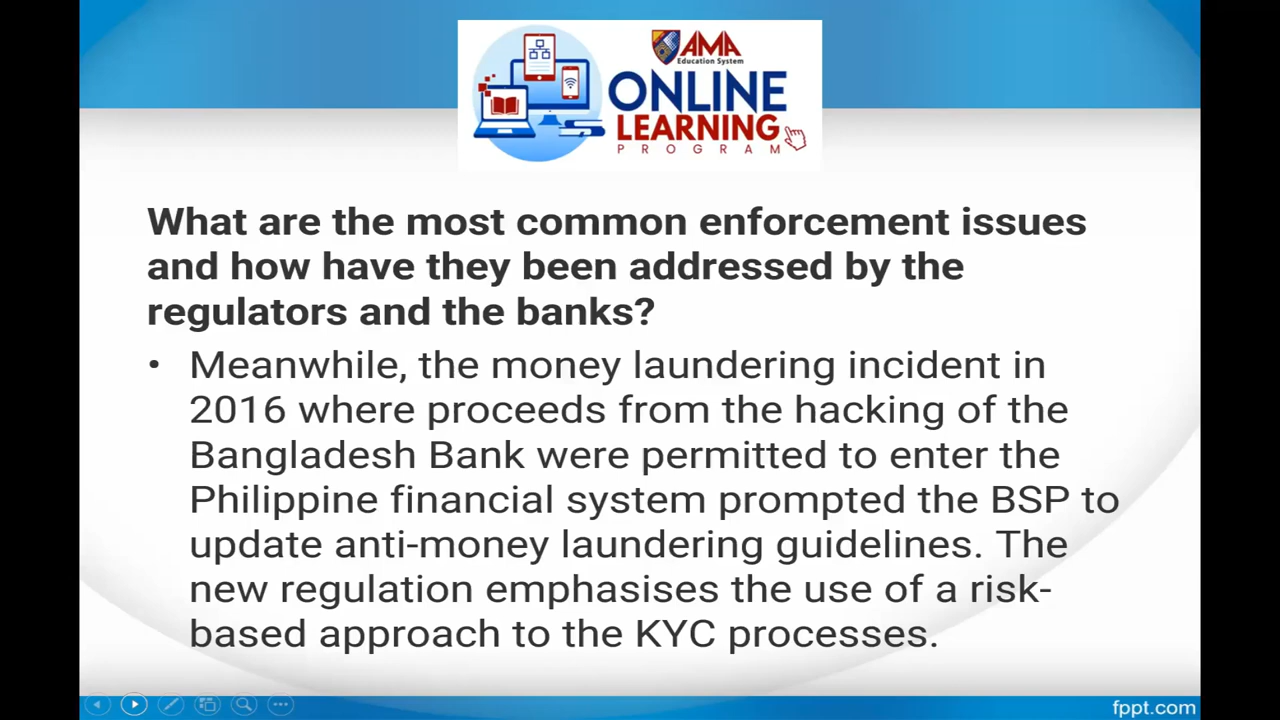 AMA
Education System
ONLINE
LEARNING
PROGRAM
What are the most common enforcement issues
and how have they been addressed by the
regulators and the banks?
• Meanwhile, the money laundering incident in
2016 where proceeds from the hacking of the
Bangladesh Bank were permitted to enter the
Philippine financial system prompted the BSP to
update anti-money laundering guidelines. The
new regulation emphasises the use of a risk-
based approach to the KYC processes.
fppt.com